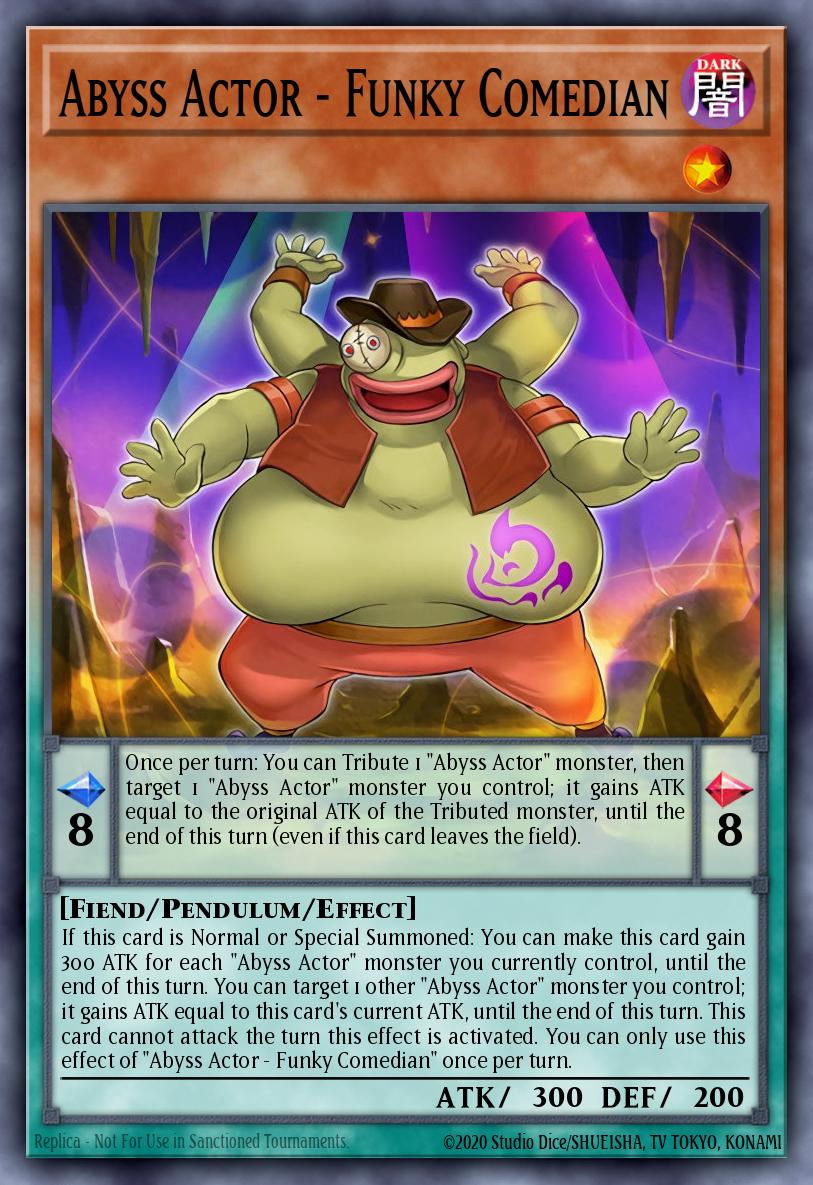 Abyss Actor - Funky Comedian
DARK
闇
Once per turn: You can Tribute 1 "Abyss Actor" monster, then
target 1 "Abyss Actor" monster you control; it gains ATK
equal to the original ATK of the Tributed monster, until the
end of this turn (even if this card leaves the field).
8
8
[Fiend/Pendulum/Effect]
If this card is Normal or Special Summoned: You can make this card gain
300 ATK for each "Abyss Actor" monster you currently control, until the
end of this turn. You can target 1 other "Abyss Actor" monster you control;
it gains ATK equal to this card's current ATK, until the end of this turn. This
card cannot attack the turn this effect is activated. You can only use this
effect of "Abyss Actor - Funky Comedian" once per turn.
ATK/ 300 DEF/ 200
Replica - Not For Use in Sanctioned Tournaments.
©2020 Studio Dice/SHUEISHA, TV TOKYO, KONAMI